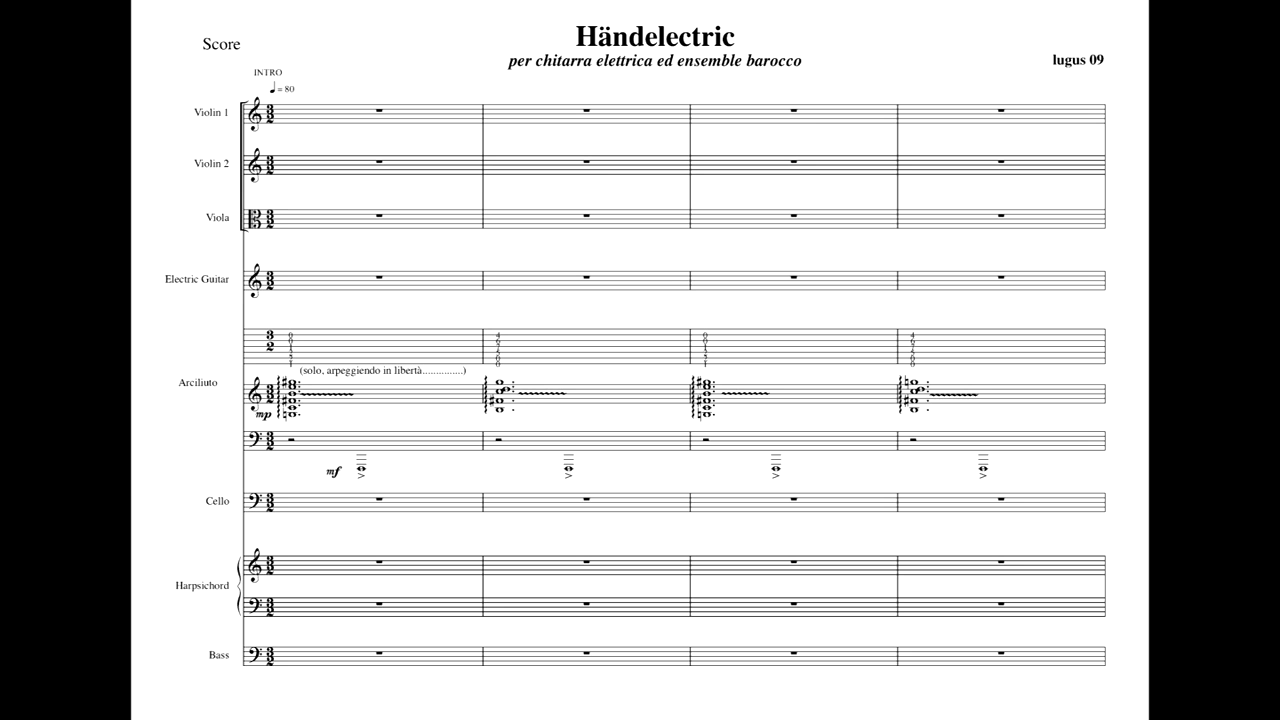 Händelectric
Score
per chitarra elettrica ed ensemble barocco
lugus 09
INTRO
= 80
Violin 1
Violin 2
Viola
Electric Guitar
(solo, arpeggiendo in libertà...............)
Arciliuto
mp
mf
Cello
Harpsichord
Bass